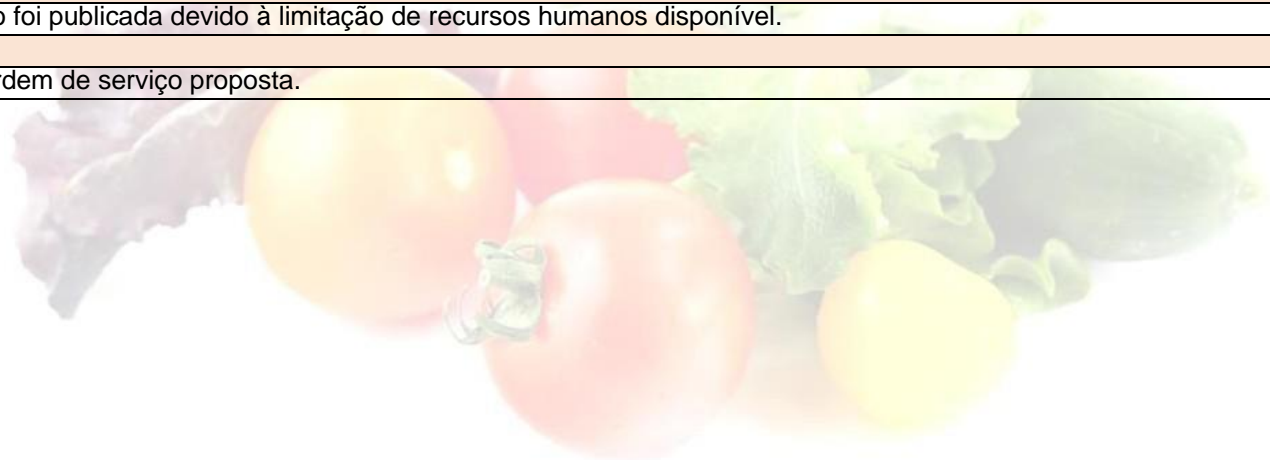 o foi publicada devido à limitação de recursos humanos disponível.
rdem de serviço proposta.